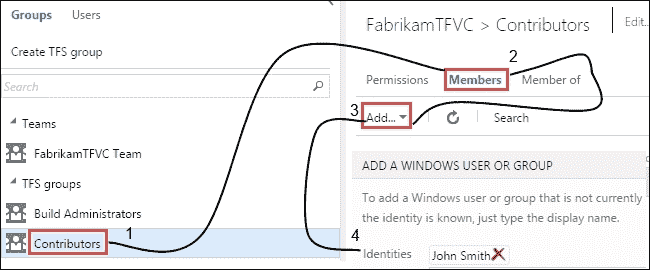 Groups Users
Create TFS group
Search
Teams
FabrikamTFVC Team
TFS groups
Build Administrators
Contributors
1
FabrikamTFVC > Contributors
Edit...
2
Permissions Members Member of
3
Add... Search
ADD A WINDOWS USER OR GROUP
To add a Windows user or group that is not currently
the identity is known, just type the display name.
4
Identities John Smith